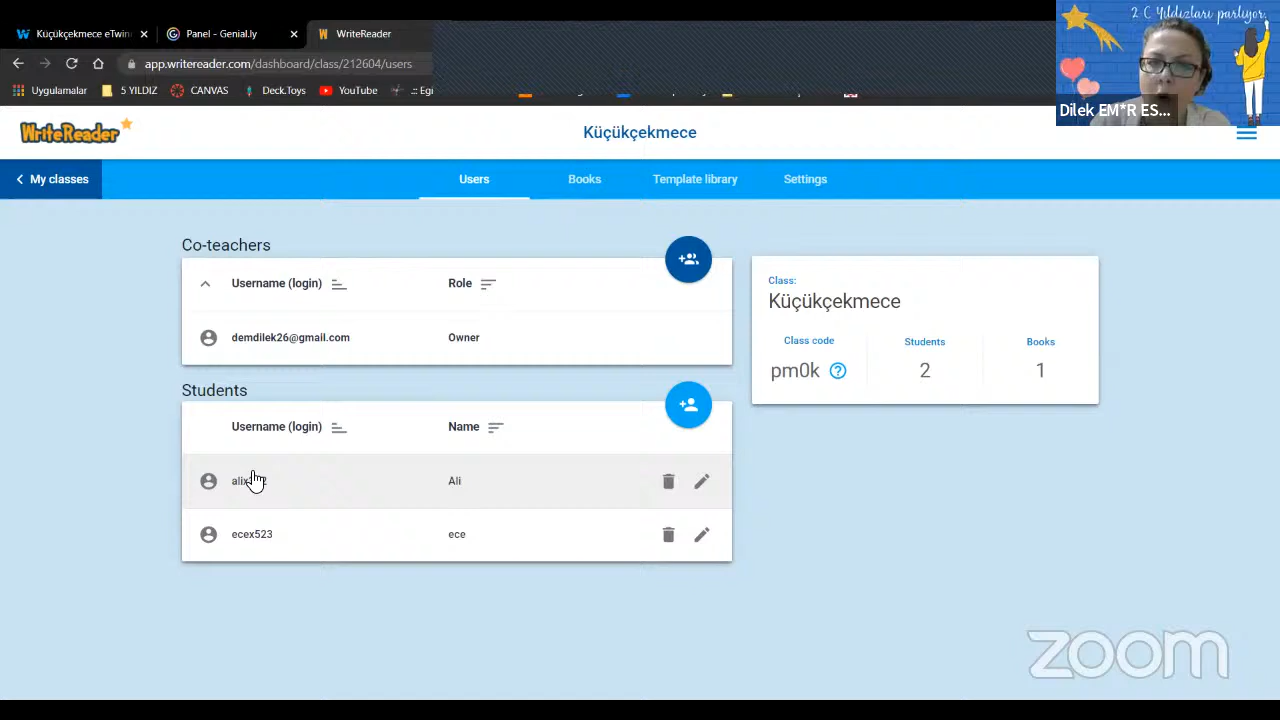 Küçükçekmece eTwin
Panel - Genial.ly
WriteReader
app.writereader.com/dashboard/class/212604/users
Uygulamalar
5 YILDIZ
CANVAS
Deck.Toys
YouTube
.:: Egi
2 C Yıldızları parlıyor.
Dilek EM*R ES...
WriteReader
Küçükçekmece
My classes
Users
Books
Template library
Settings
Co-teachers
Username (login)
Role
demdilek26@gmail.com
Owner
Students
Username (login)
Name
Ali
ecex523
ece
Class:
Küçükçekmece
Class code
Students
Books
pm0k
2
1
zoom